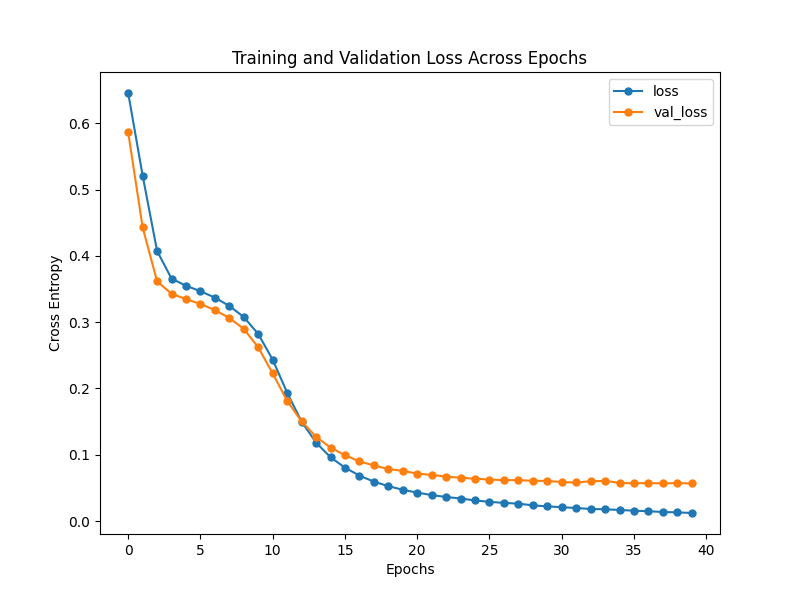 Training and Validation Loss Across Epochs
loss
val_loss
Cross Entropy
0.6
0.5
0.4
0.3
0.2
0.1
0.0
0 5 10 15 20 25 30 35 40
Epochs